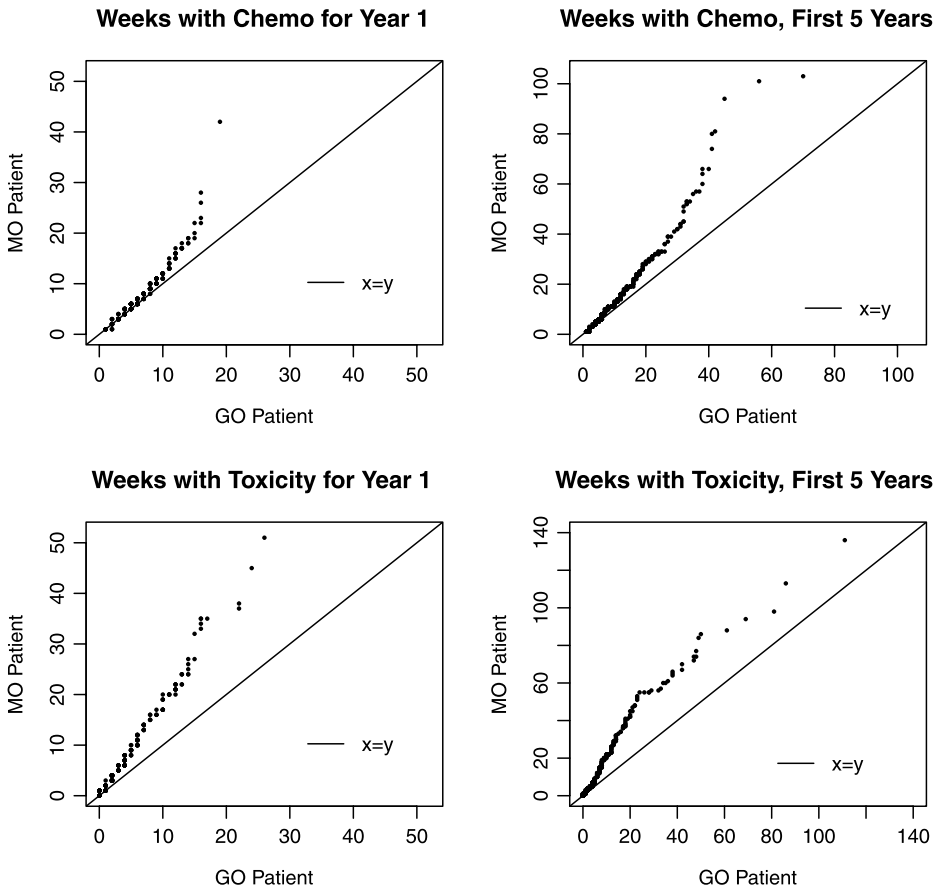 Weeks with Chemo for Year 1
MO Patient
50
40
30
20
10
0
x=y
0 10 20 30 40 50
GO Patient
Weeks with Chemo, First 5 Years
MO Patient
100
80
60
40
20
0
x=y
0 20 40 60 80 100
GO Patient
Weeks with Toxicity for Year 1
MO Patient
50
40
30
20
10
0
x=y
0 10 20 30 40 50
GO Patient
Weeks with Toxicity, First 5 Years
MO Patient
140
100
60
20
0
x=y
0 20 40 60 80 100 140
GO Patient